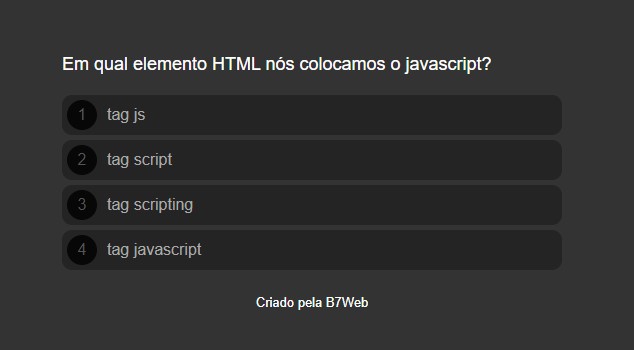 Em qual elemento HTML nós colocamos o javascript?
1 tag js
2 tag script
3 tag scripting
4 tag javascript
Criado pela B7Web